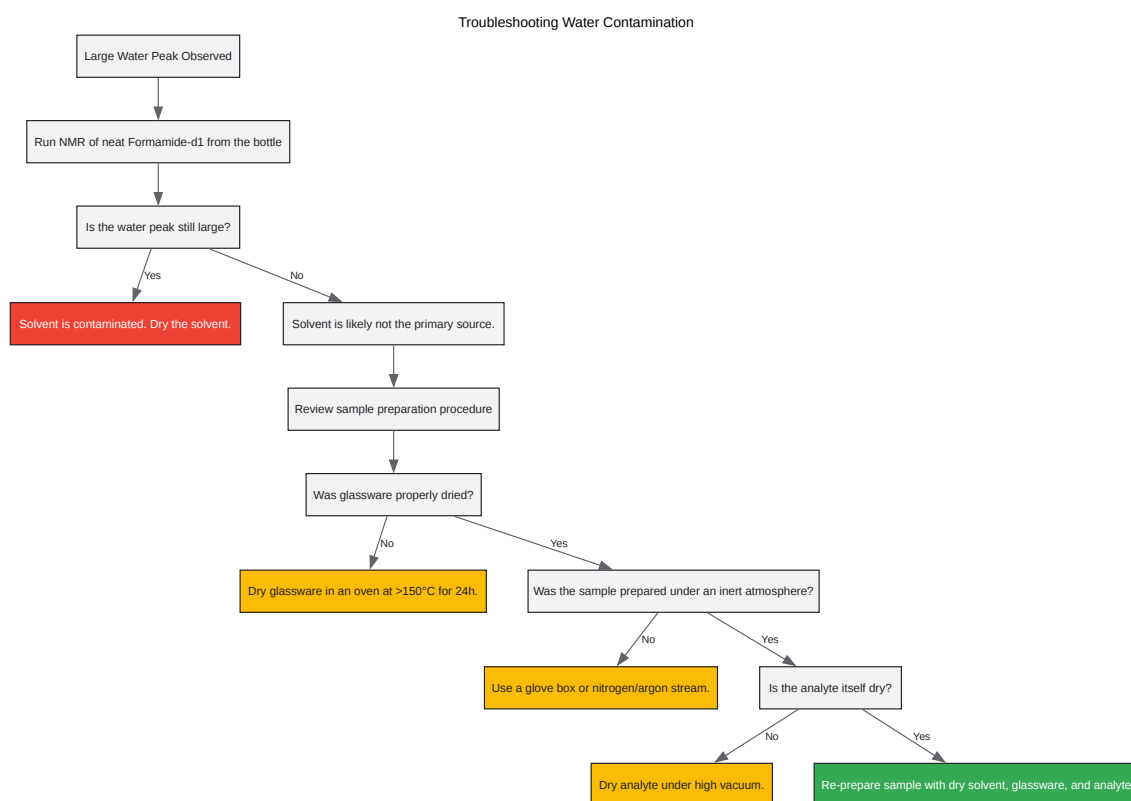 Troubleshooting Water Contamination
Large Water Peak Observed
Run NMR of neat Formamide-d1 from the bottle
Is the water peak still large?
Yes
No
Solvent is contaminated. Dry the solvent.
Solvent is likely not the primary source.
Review sample preparation procedure
Was glassware properly dried?
No
Yes
Dry glassware in an oven at >150°C for 24h.
Was the sample prepared under an inert atmosphere?
No
Yes
Use a glove box or nitrogen/argon stream.
Is the analyte itself dry?
No
Yes
Dry analyte under high vacuum.
Re-prepare sample with dry solvent, glassware, and analyte